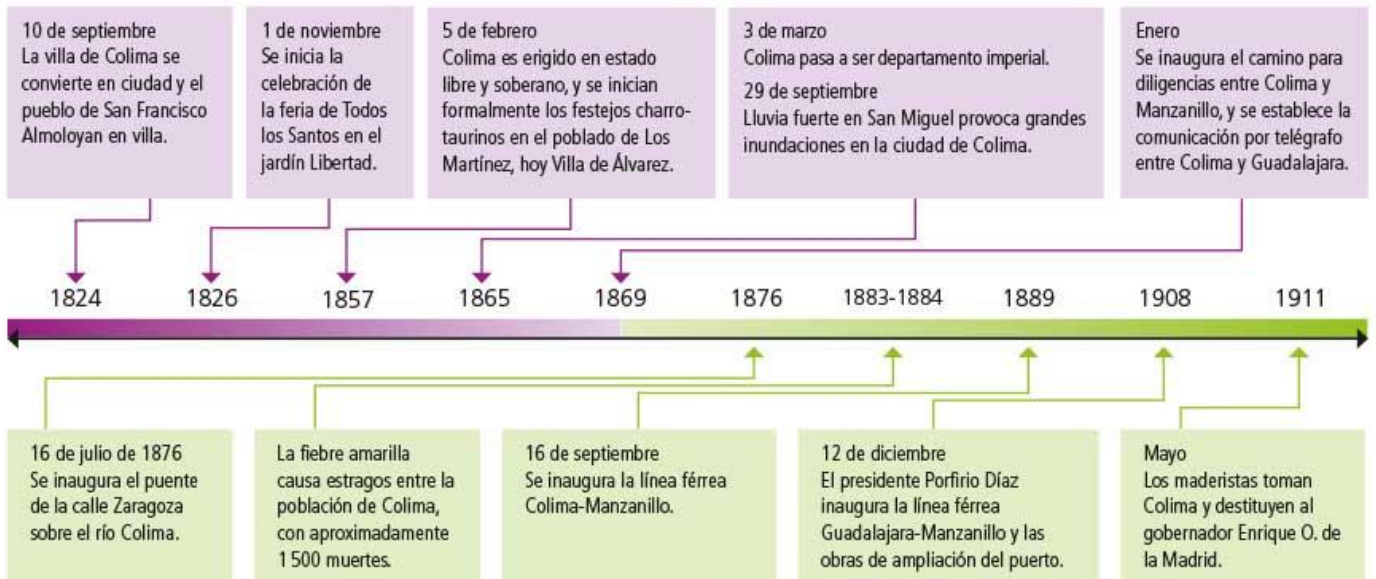 10 de septiembre
La villa de Colima se
convierte en ciudad y el
pueblo de San Francisco
Almoloyan en villa.
1 de noviembre
Se inicia la
celebración de
la feria de Todos
los Santos en el
jardín Libertad.
5 de febrero
Colima es erigido en estado
libre y soberano, y se inician
formalmente los festejos charro-
taurinos en el poblado de Los
Martínez, hoy Villa de Álvarez.
3 de marzo
Colima pasa a ser departamento imperial.
29 de septiembre
Lluvia fuerte en San Miguel provoca grandes
inundaciones en la ciudad de Colima.
Enero
Se inaugura el camino para
diligencias entre Colima y
Manzanillo, y se establece la
comunicación por telégrafo
entre Colima y Guadalajara.
1824 1826 1857 1865 1869 1876 1883-1884 1889 1908 1911
16 de julio de 1876
Se inaugura el puente
de la calle Zaragoza
sobre el río Colima.
La fiebre amarilla
causa estragos entre la
población de Colima,
con aproximadamente
1 500 muertes.
16 de septiembre
Se inaugura la línea férrea
Colima-Manzanillo.
12 de diciembre
El presidente Porfirio Díaz
inaugura la línea férrea
Guadalajara-Manzanillo y las
obras de ampliación del puerto.
Mayo
Los maderistas toman
Colima y destituyen al
gobernador Enrique O. de
la Madrid.